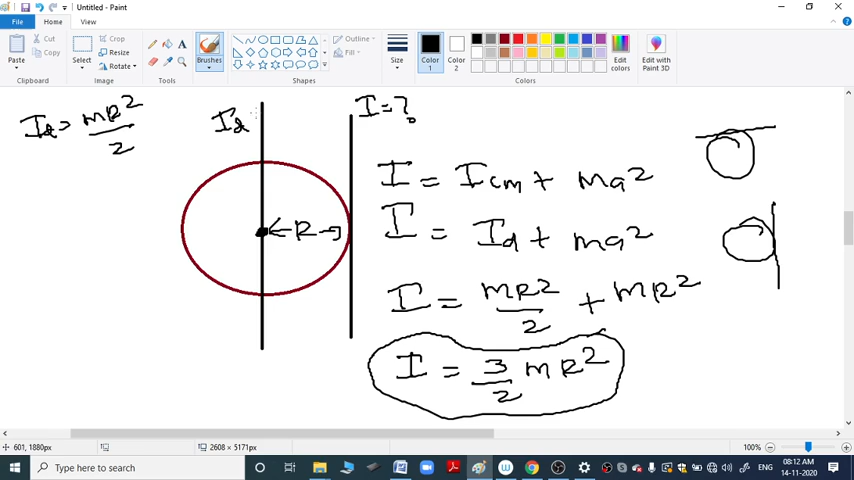 Untitled - Paint
File Home View
Paste
Cut
Copy
Clipboard
Select
Crop
Resize
Rotate
Image
Tools
Brushes
Shapes
Outline
Fill
Size
Color 1
Color 2
Colors
Edit colors
Edit with Paint 3D
Id = mR²/2
Id
I = ?
R
I = Icm + ma²
I = Id + ma²
I = mR²/2 + mR²
I = 3/2 mR²
601, 1880px
2608 × 5171px
100%
Type here to search
ENG
08:12 AM
14-11-2020